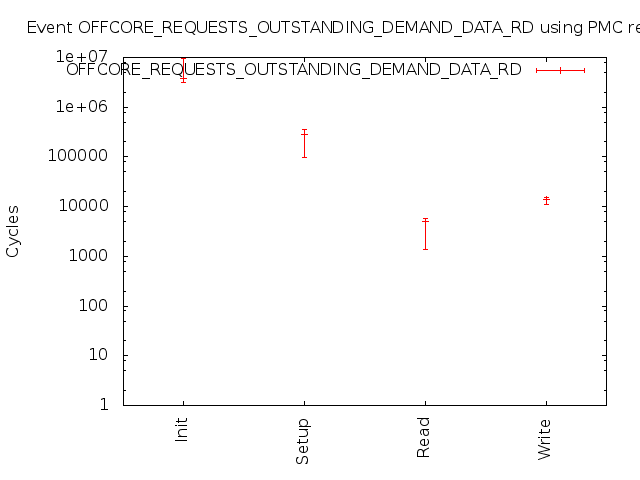 Event OFFCORE_REQUESTS_OUTSTANDING_DEMAND_DATA_RD using PMC re
1e+07
OFFCORE_REQUESTS_OUTSTANDING_DEMAND_DATA_RD
1e+06
100000
10000
Cycles
1000
100
10
1
Init
Setup
Read
Write